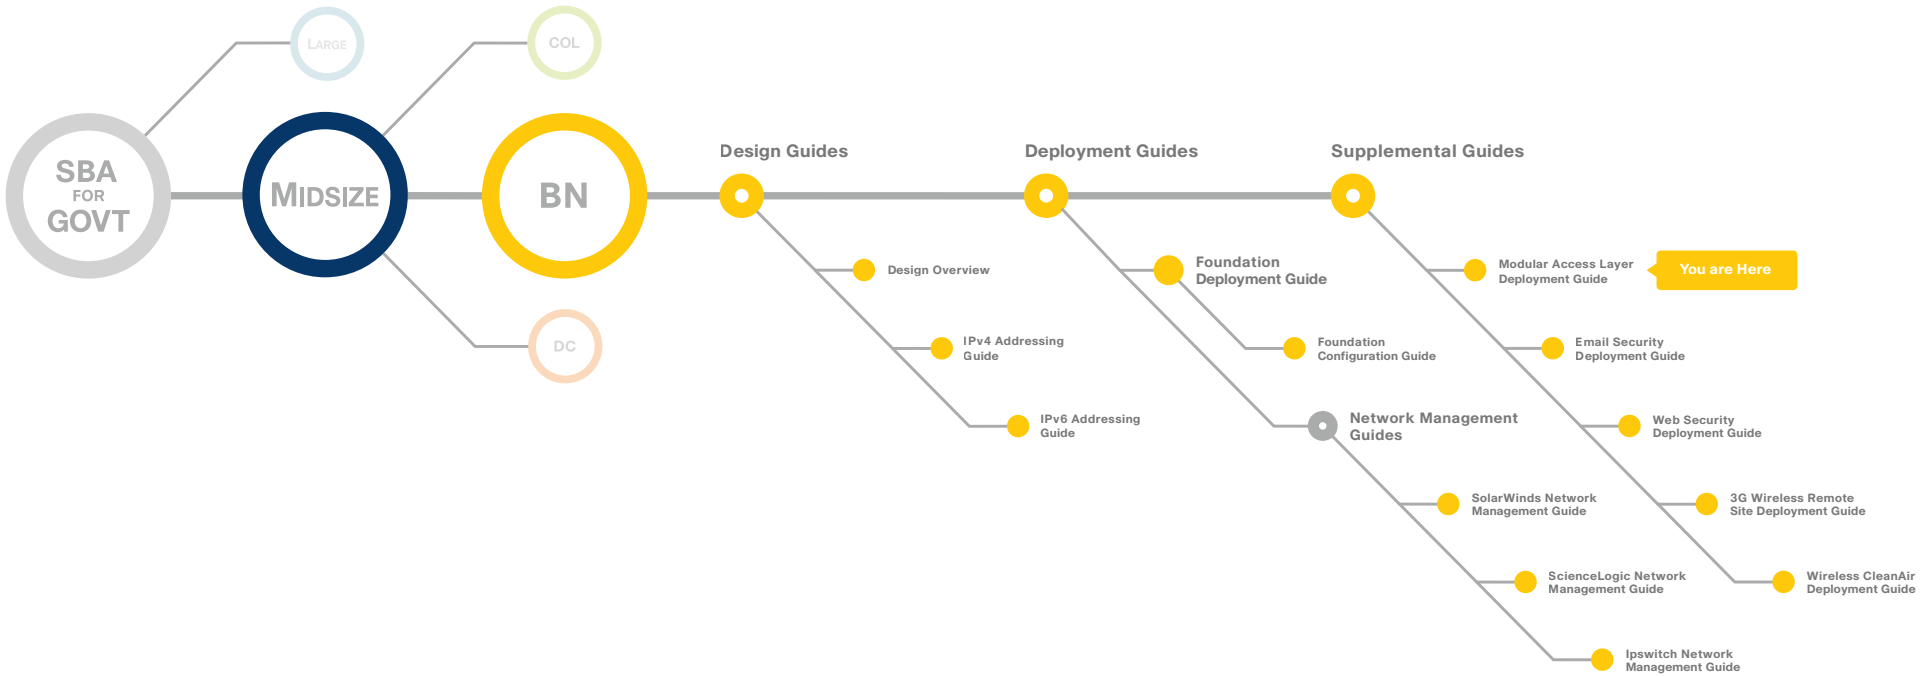 LARGE
COL
SBA
FOR
GOVT
MIDSIZE
BN
DC
Design Guides
Design Overview
IPv4 Addressing
Guide
IPv6 Addressing
Guide
Deployment Guides
Foundation
Deployment Guide
Foundation
Configuration Guide
Network Management
Guides
SolarWinds Network
Management Guide
ScienceLogic Network
Management Guide
Ipswitch Network
Management Guide
Supplemental Guides
Modular Access Layer
Deployment Guide
You are Here
Email Security
Deployment Guide
Web Security
Deployment Guide
3G Wireless Remote
Site Deployment Guide
Wireless CleanAir
Deployment Guide